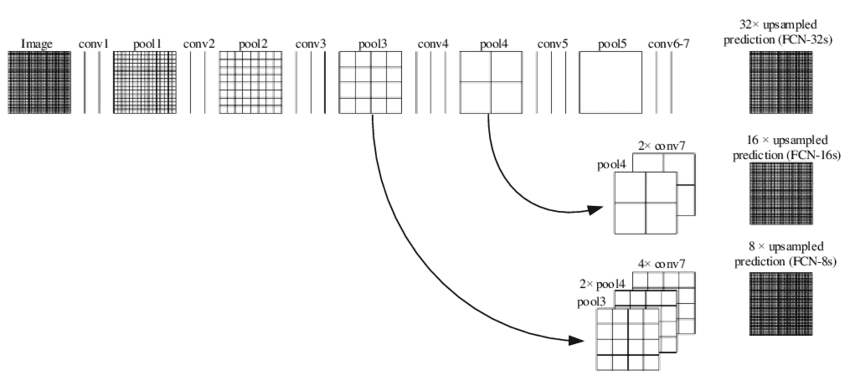 32× upsampled
prediction (FCN-32s)
Image conv1 pool1 conv2 pool2 conv3 pool3 conv4 pool4 conv5 pool5 conv6-7
16 × upsampled
prediction (FCN-16s)
2× conv7
pool4
8 × upsampled
prediction (FCN-8s)
4× conv7
2× pool4
pool3